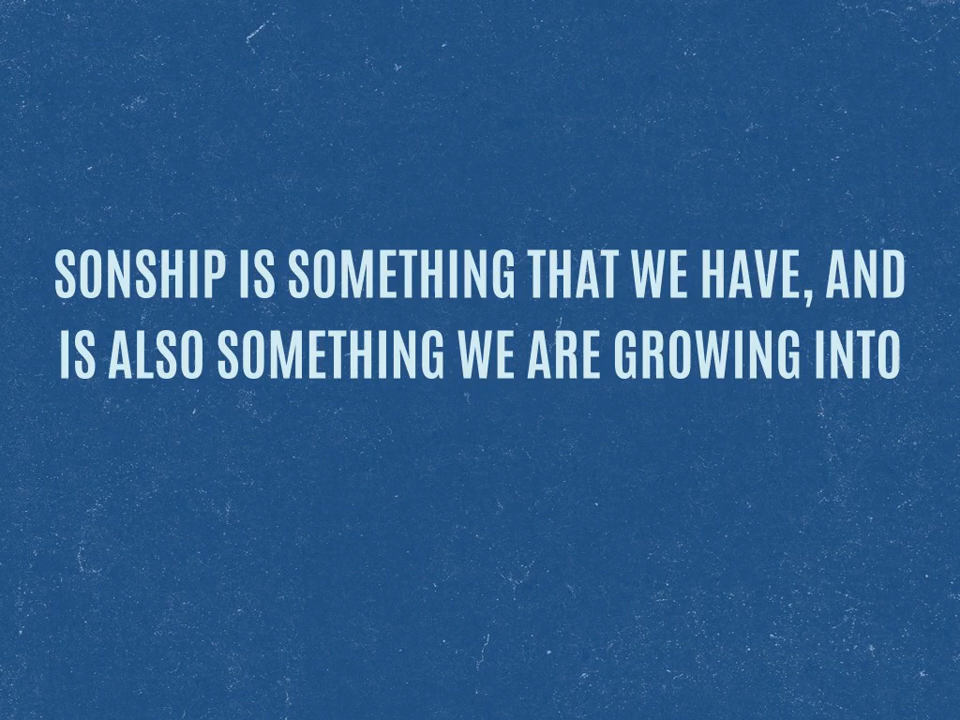 SONSHIP IS SOMETHING THAT WE HAVE, AND
IS ALSO SOMETHING WE ARE GROWING INTO